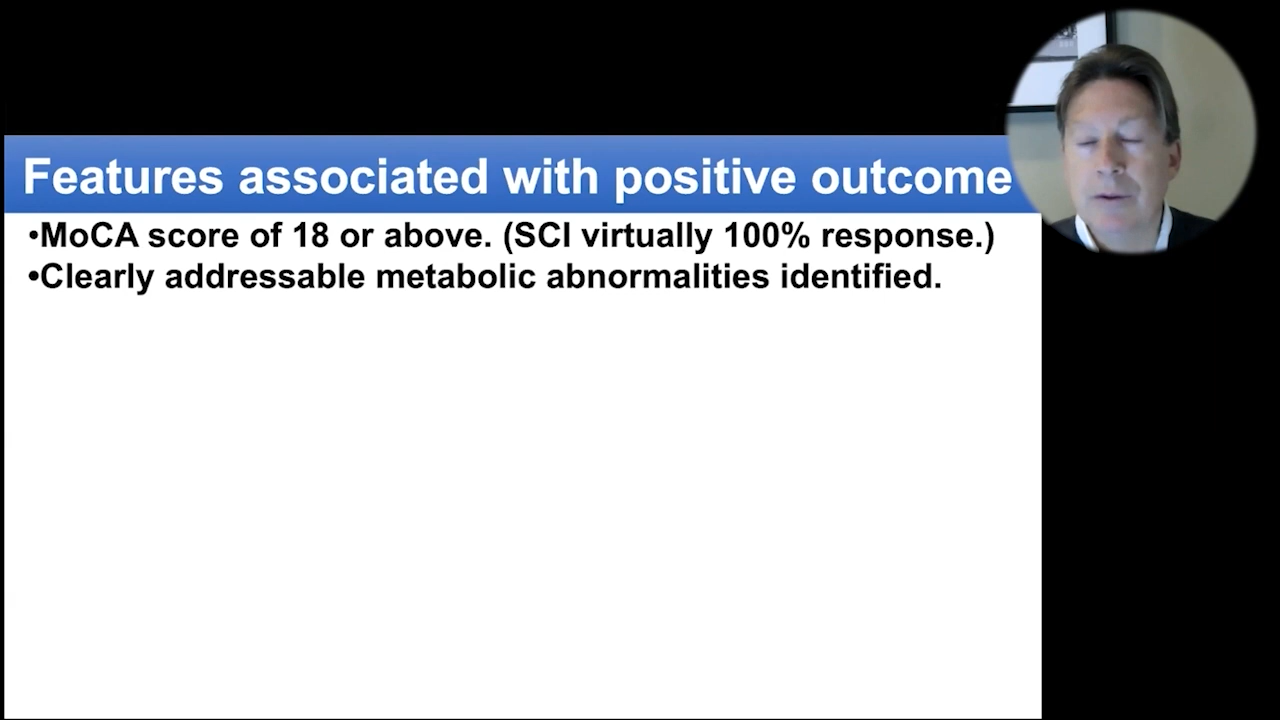 Features associated with positive outcome
•MoCA score of 18 or above. (SCI virtually 100% response.)
•Clearly addressable metabolic abnormalities identified.